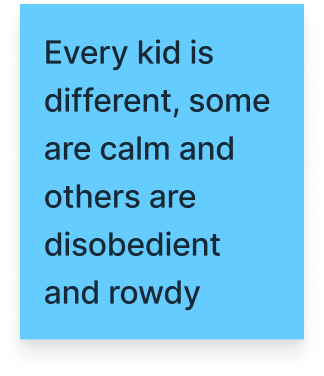 Every kid is
different, some
are calm and
others are
disobedient
and rowdy